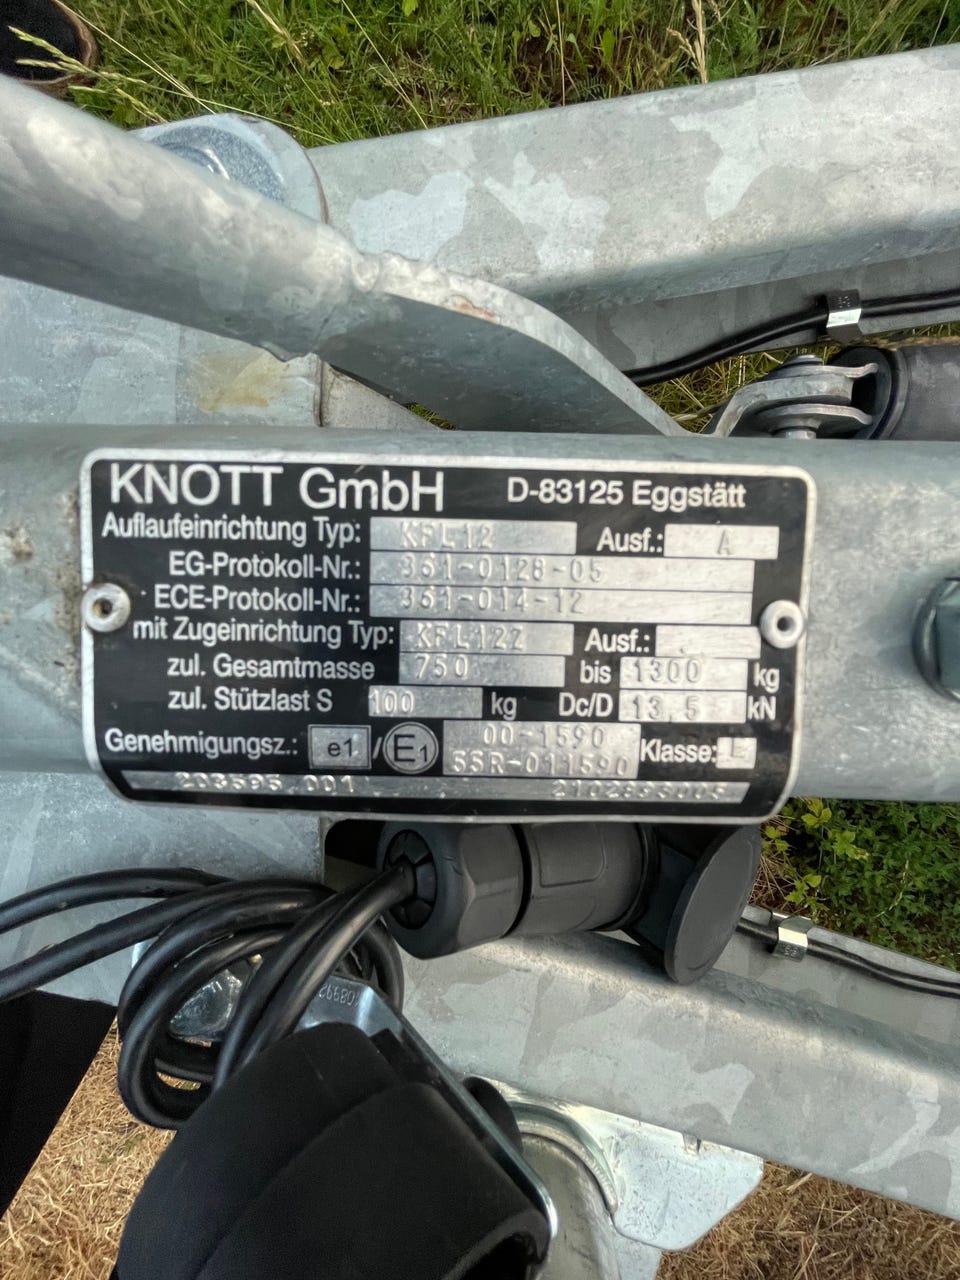 KNOTT GmbH D-83125 Eggstätt
Auflaufeinrichtung Typ: KFL12 Ausf.: A
EG-Protokoll-Nr.: 361-0128-05
ECE-Protokoll-Nr.: 361-014-12
mit Zugeinrichtung Typ: KFL12Z Ausf.:
zul. Gesamtmasse 750 bis 1300 kg
zul. Stützlast S 100 kg Dc/D 13,5 kN
Genehmigungsz.: e1 / E1 00-1590 Klasse:
55R-011590
203595.001